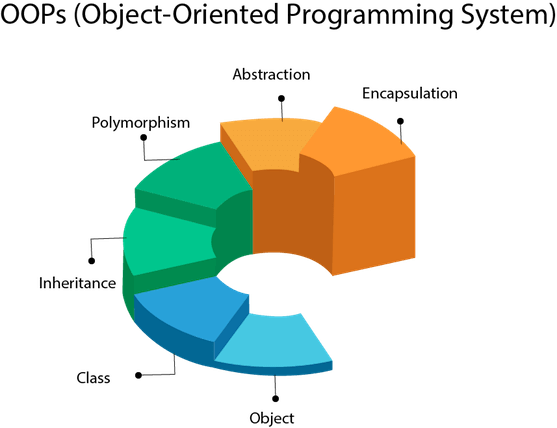 OOPs (Object-Oriented Programming System)
Abstraction
Encapsulation
Polymorphism
Inheritance
Class
Object